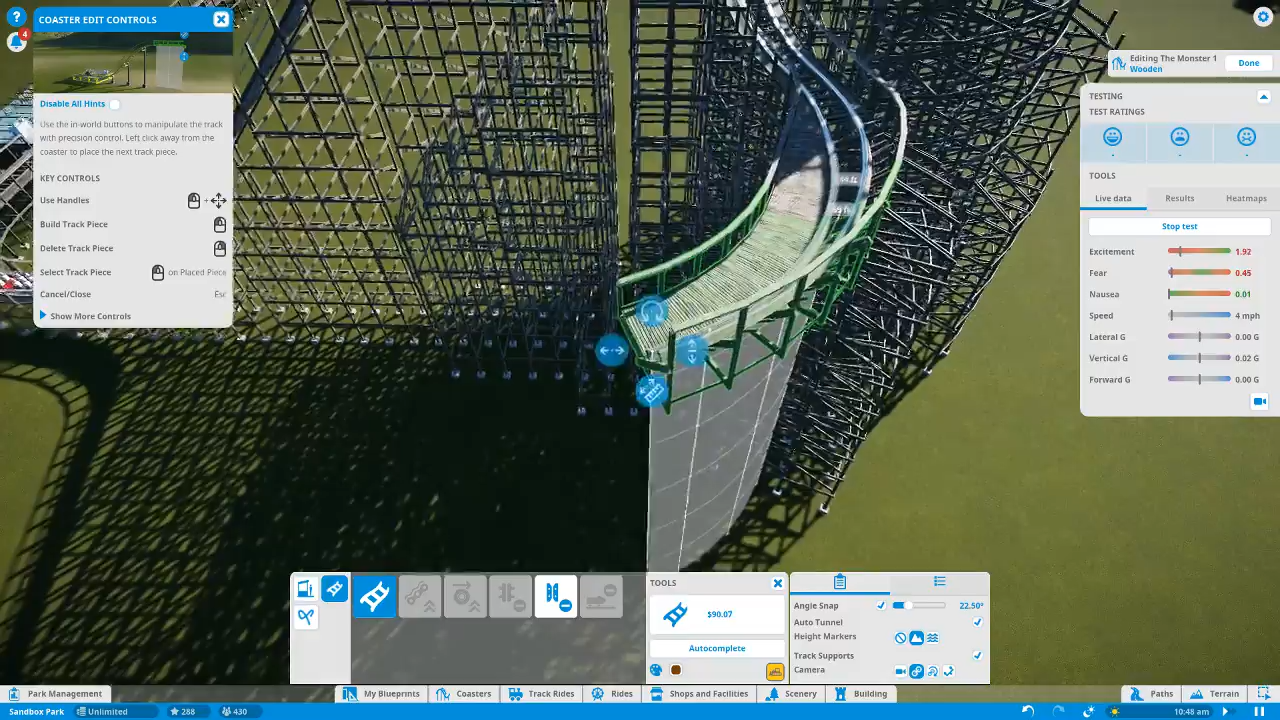 COASTER EDIT CONTROLS
?
4
Disable All Hints
Use the in-world buttons to manipulate the track
with precision control. Left click away from the
coaster to place the next track piece.
KEY CONTROLS
Use Handles
+
Build Track Piece
Delete Track Piece
Select Track Piece
on Placed Piece
Cancel/Close
Esc
Show More Controls
Editing The Monster 1
Wooden
Done
TESTING
TEST RATINGS
-
-
-
TOOLS
Live data
Results
Heatmaps
Stop test
Excitement
1.92
Fear
0.45
Nausea
0.01
Speed
4 mph
Lateral G
0.00 G
Vertical G
0.02 G
Forward G
0.00 G
TOOLS
$90.07
Autocomplete
Angle Snap
22.50°
Auto Tunnel
Height Markers
Track Supports
Camera
Park Management
My Blueprints
Coasters
Track Rides
Rides
Shops and Facilities
Scenery
Building
Paths
Terrain
Sandbox Park
Unlimited
288
430
10:48 am